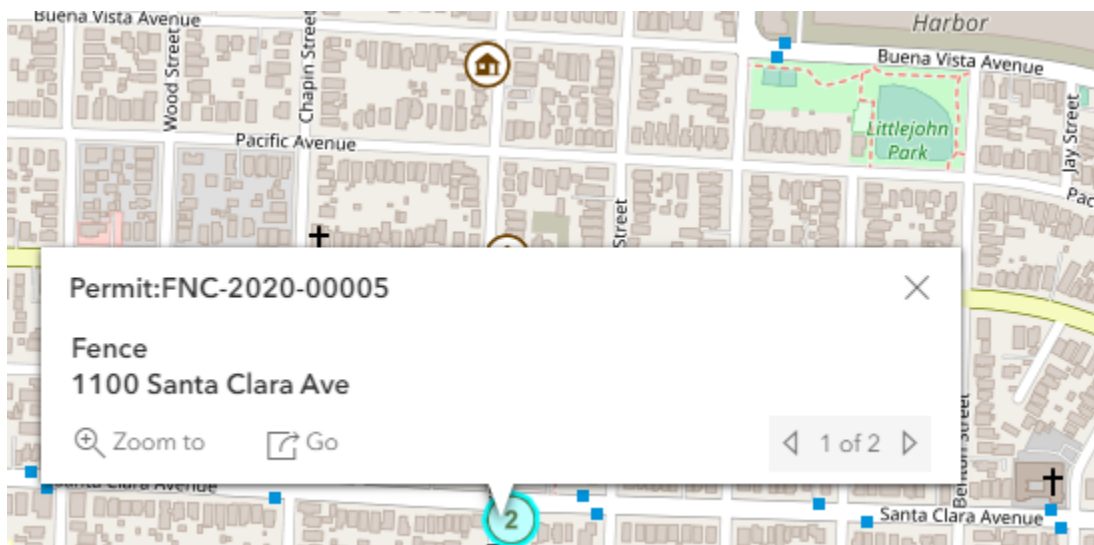 Buena Vista Avenue
Harbor
Wood Street
Chapin Street
Buena Vista Avenue
Littlejohn
Park
Jay Street
Pacific Avenue
Pac
Street
Permit:FNC-2020-00005
Fence
1100 Santa Clara Ave
Zoom to
Go
1 of 2
Benton Street
Santa Clara Avenue
2
Santa Clara Avenue